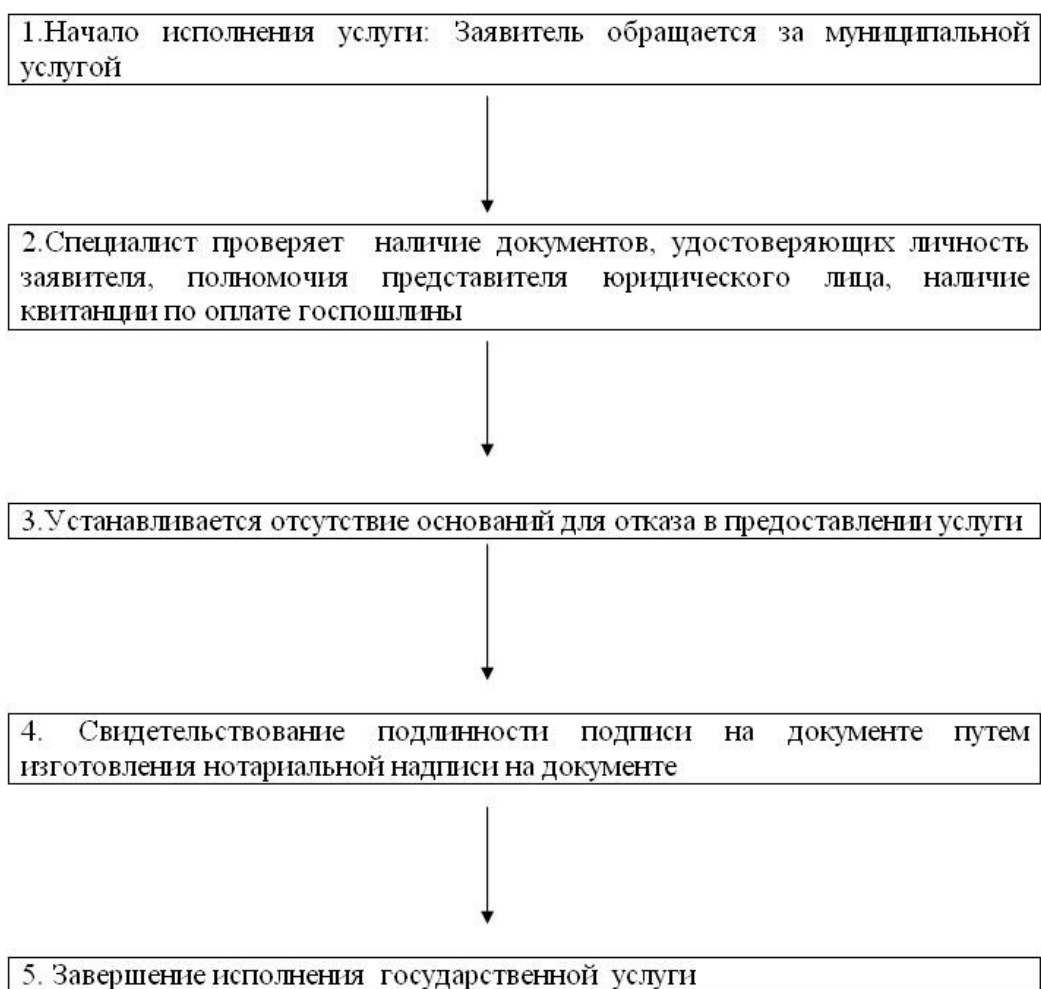 1.Начало исполнения услуги: Заявитель обращается за муниципальной
услугой
2.Специалист проверяет наличие документов, удостоверяющих личность
заявителя, полномочия представителя юридического лица, наличие
квитанции по оплате госпошлины
3.Устанавливается отсутствие оснований для отказа в предоставлении услуги
4. Свидетельствование подлинности подписи на документе путем
изготовления нотариальной надписи на документе
5. Завершение исполнения государственной услуги